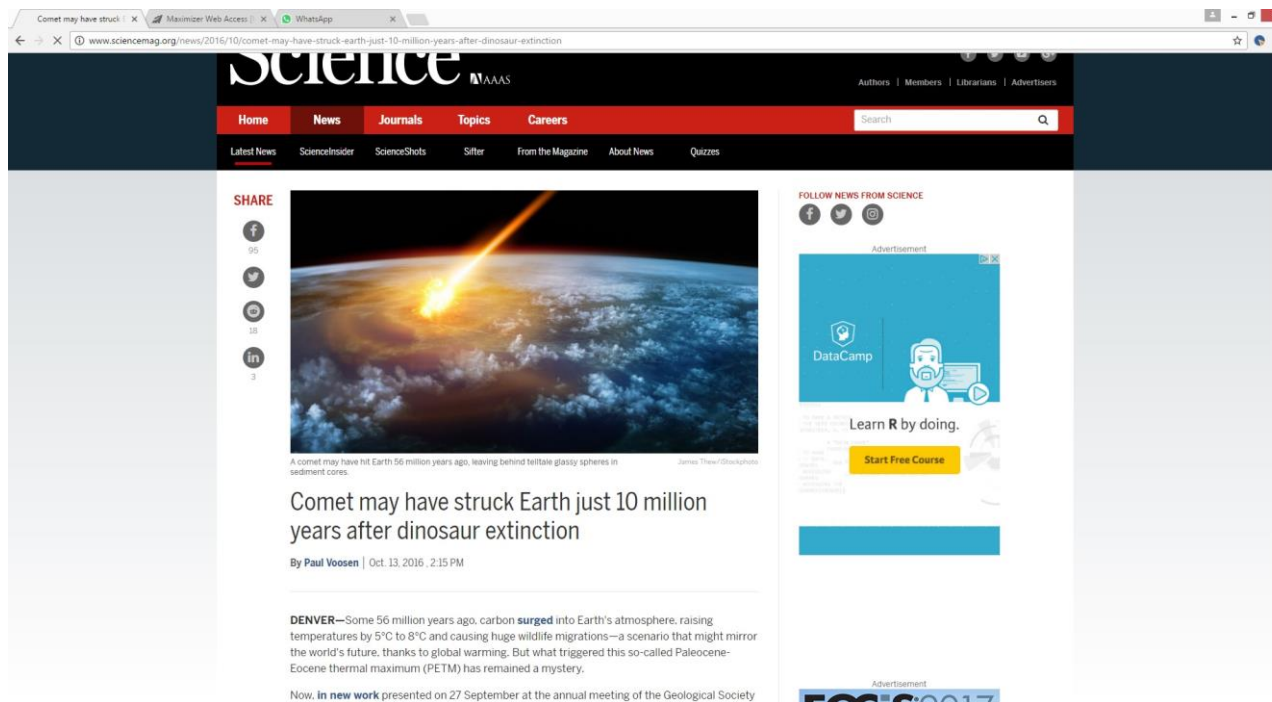 Comet may have struck
Maximizer Web Access
WhatsApp
www.sciencemag.org/news/2016/10/comet-may-have-struck-earth-just-10-million-years-after-dinosaur-extinction
Science
AAAS
Authors | Members | Librarians | Advertisers
Home News Journals Topics Careers
Search
Latest News ScienceInsider ScienceShots Sifter From the Magazine About News Quizzes
SHARE
95
18
3
A comet may have hit Earth 56 million years ago, leaving behind telltale glassy spheres in
sediment cores.
James Thew/iStockphoto
Comet may have struck Earth just 10 million
years after dinosaur extinction
By Paul Voosen | Oct. 13, 2016 , 2:15 PM
DENVER—Some 56 million years ago, carbon surged into Earth's atmosphere, raising
temperatures by 5°C to 8°C and causing huge wildlife migrations—a scenario that might mirror
the world's future, thanks to global warming. But what triggered this so-called Paleocene-
Eocene thermal maximum (PETM) has remained a mystery.
Now, in new work presented on 27 September at the annual meeting of the Geological Society
FOLLOW NEWS FROM SCIENCE
Advertisement
DataCamp
Learn R by doing.
Start Free Course
Advertisement